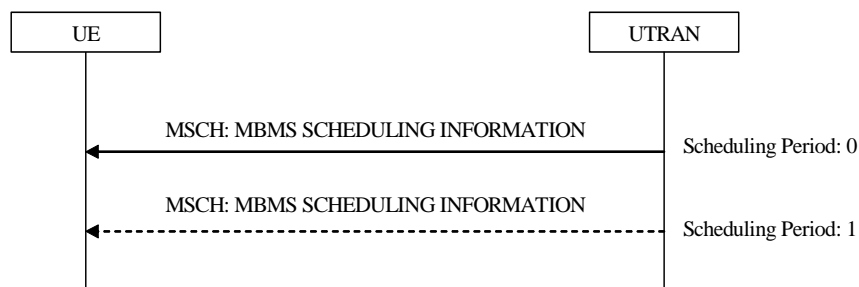 UE
UTRAN
MSCH: MBMS SCHEDULING INFORMATION
Scheduling Period: 0
MSCH: MBMS SCHEDULING INFORMATION
Scheduling Period: 1